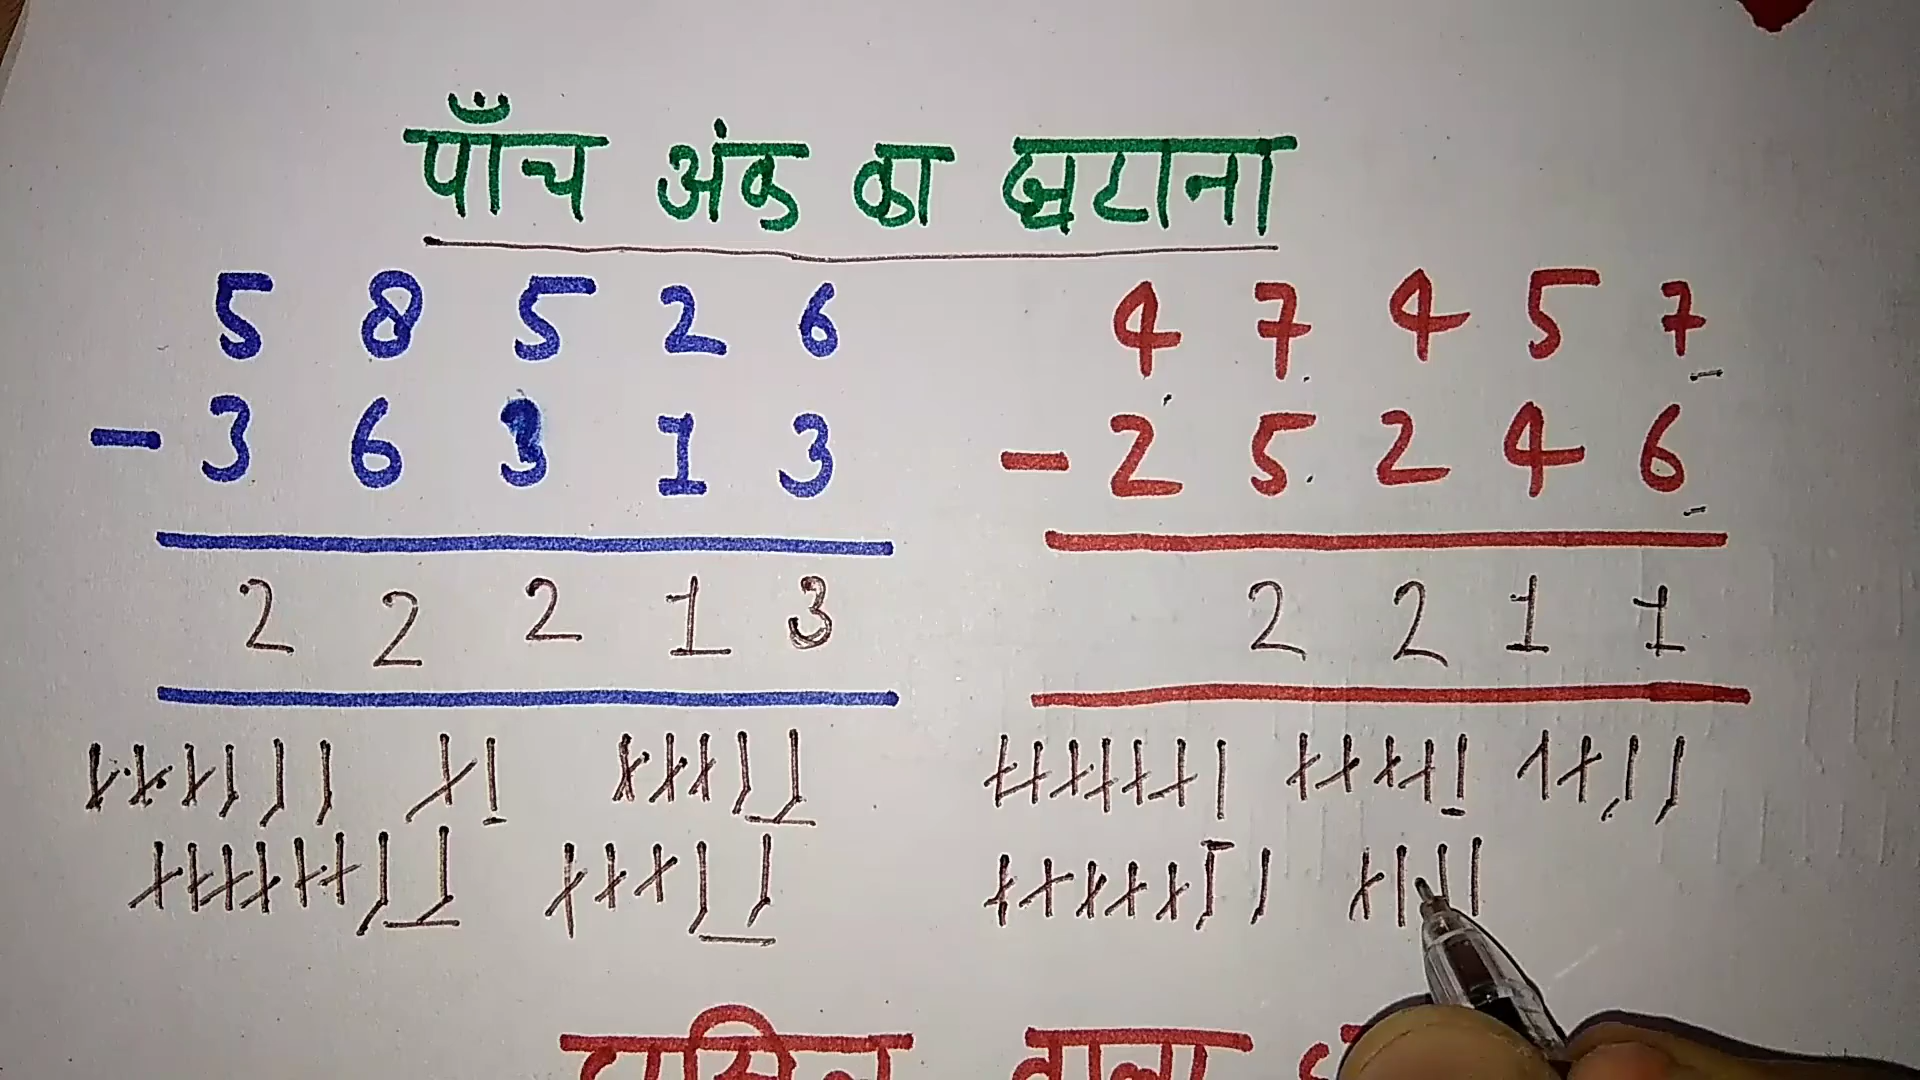 पाँच अंक का घटाना
5 8 5 2 6
- 3 6 3 1 3
2 2 2 1 3
4 7 4 5 7
- 2 5 2 4 6
2 2 1 1
हासिल वाला